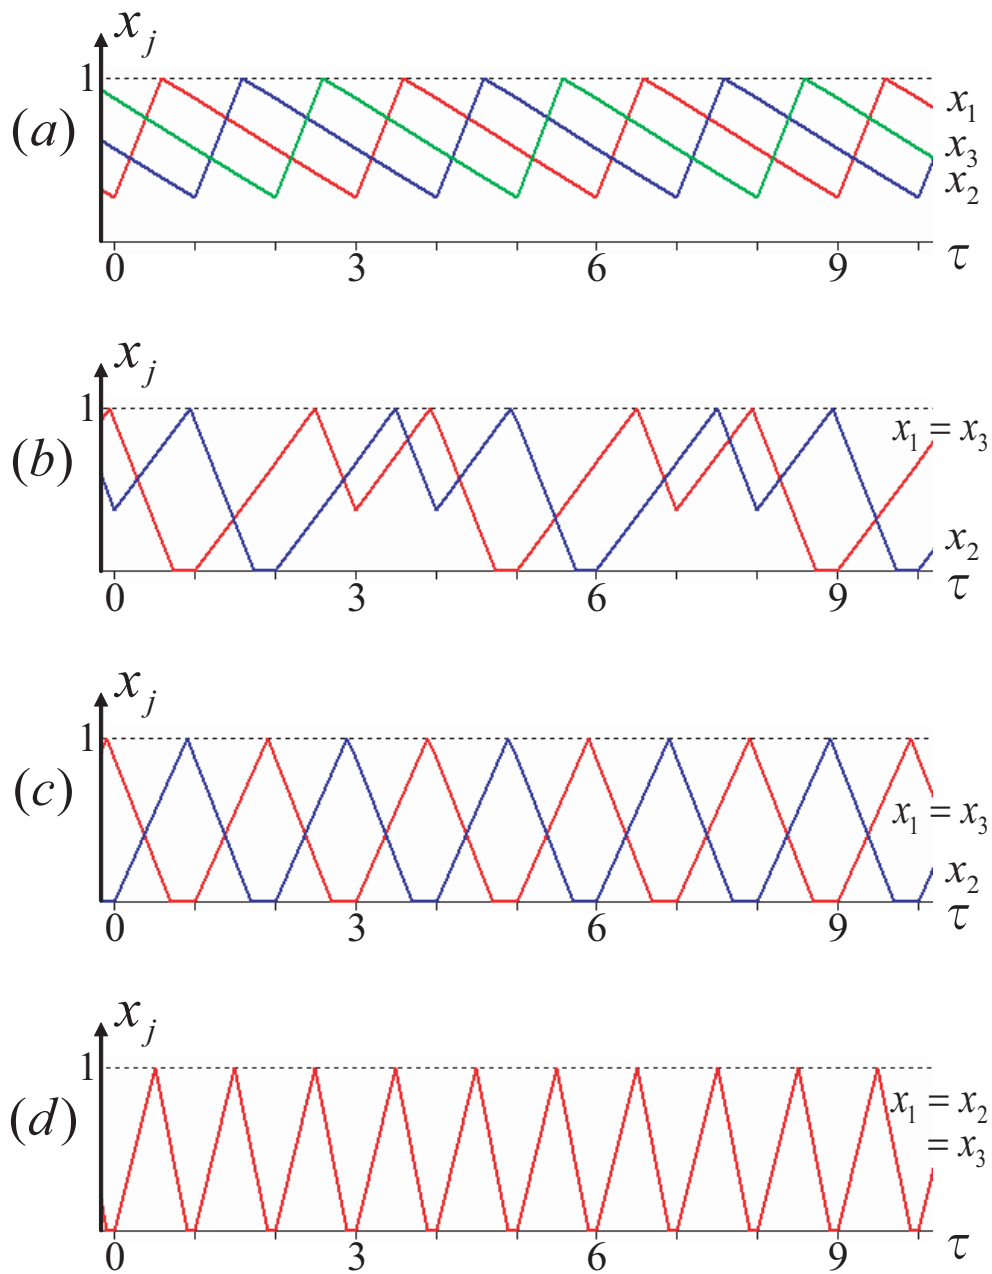 x_j
1
(a)
x_1
x_3
x_2
0 3 6 9 τ
x_j
1
(b)
x_1 = x_3
x_2
0 3 6 9 τ
x_j
1
(c)
x_1 = x_3
x_2
0 3 6 9 τ
x_j
1
(d)
x_1 = x_2
= x_3
0 3 6 9 τ